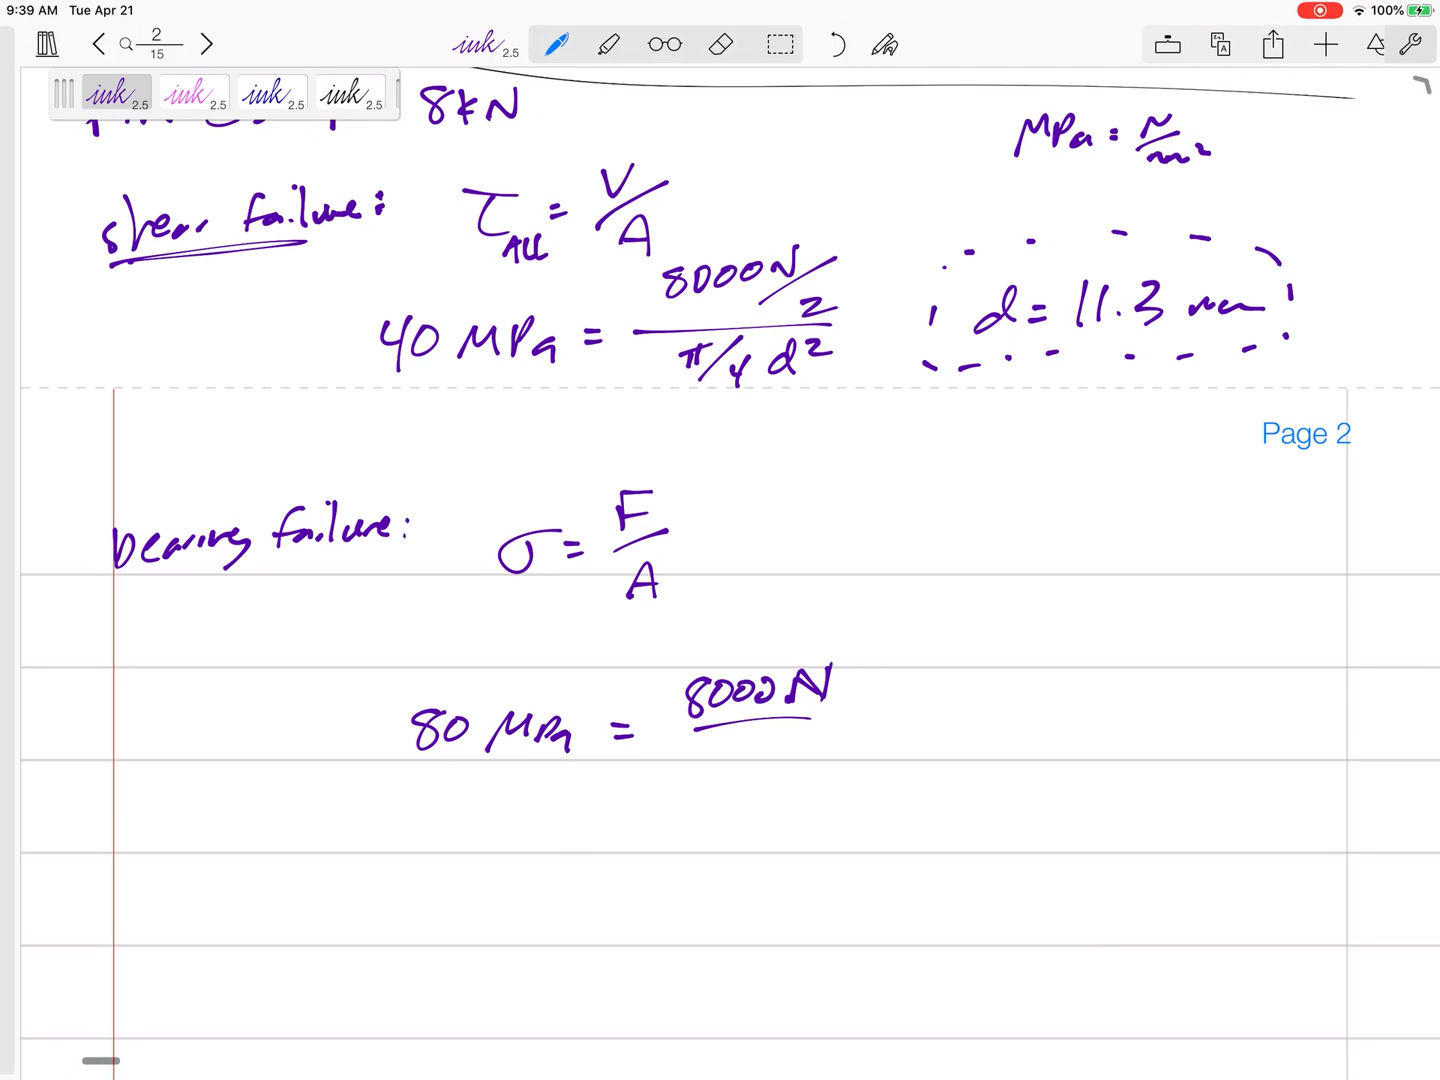 9:39 AM Tue Apr 21 100%
2
15
ink 2.5
ink 2.5 ink 2.5 ink 2.5 ink 2.5
8kN
MPa = N/mm²
shear failure: τ ALL = V/A
40 MPa = 8000N/2 / π/4 d²
d = 11.3 mm
Page 2
bearing failure: σ = F/A
80 MPa = 8000N